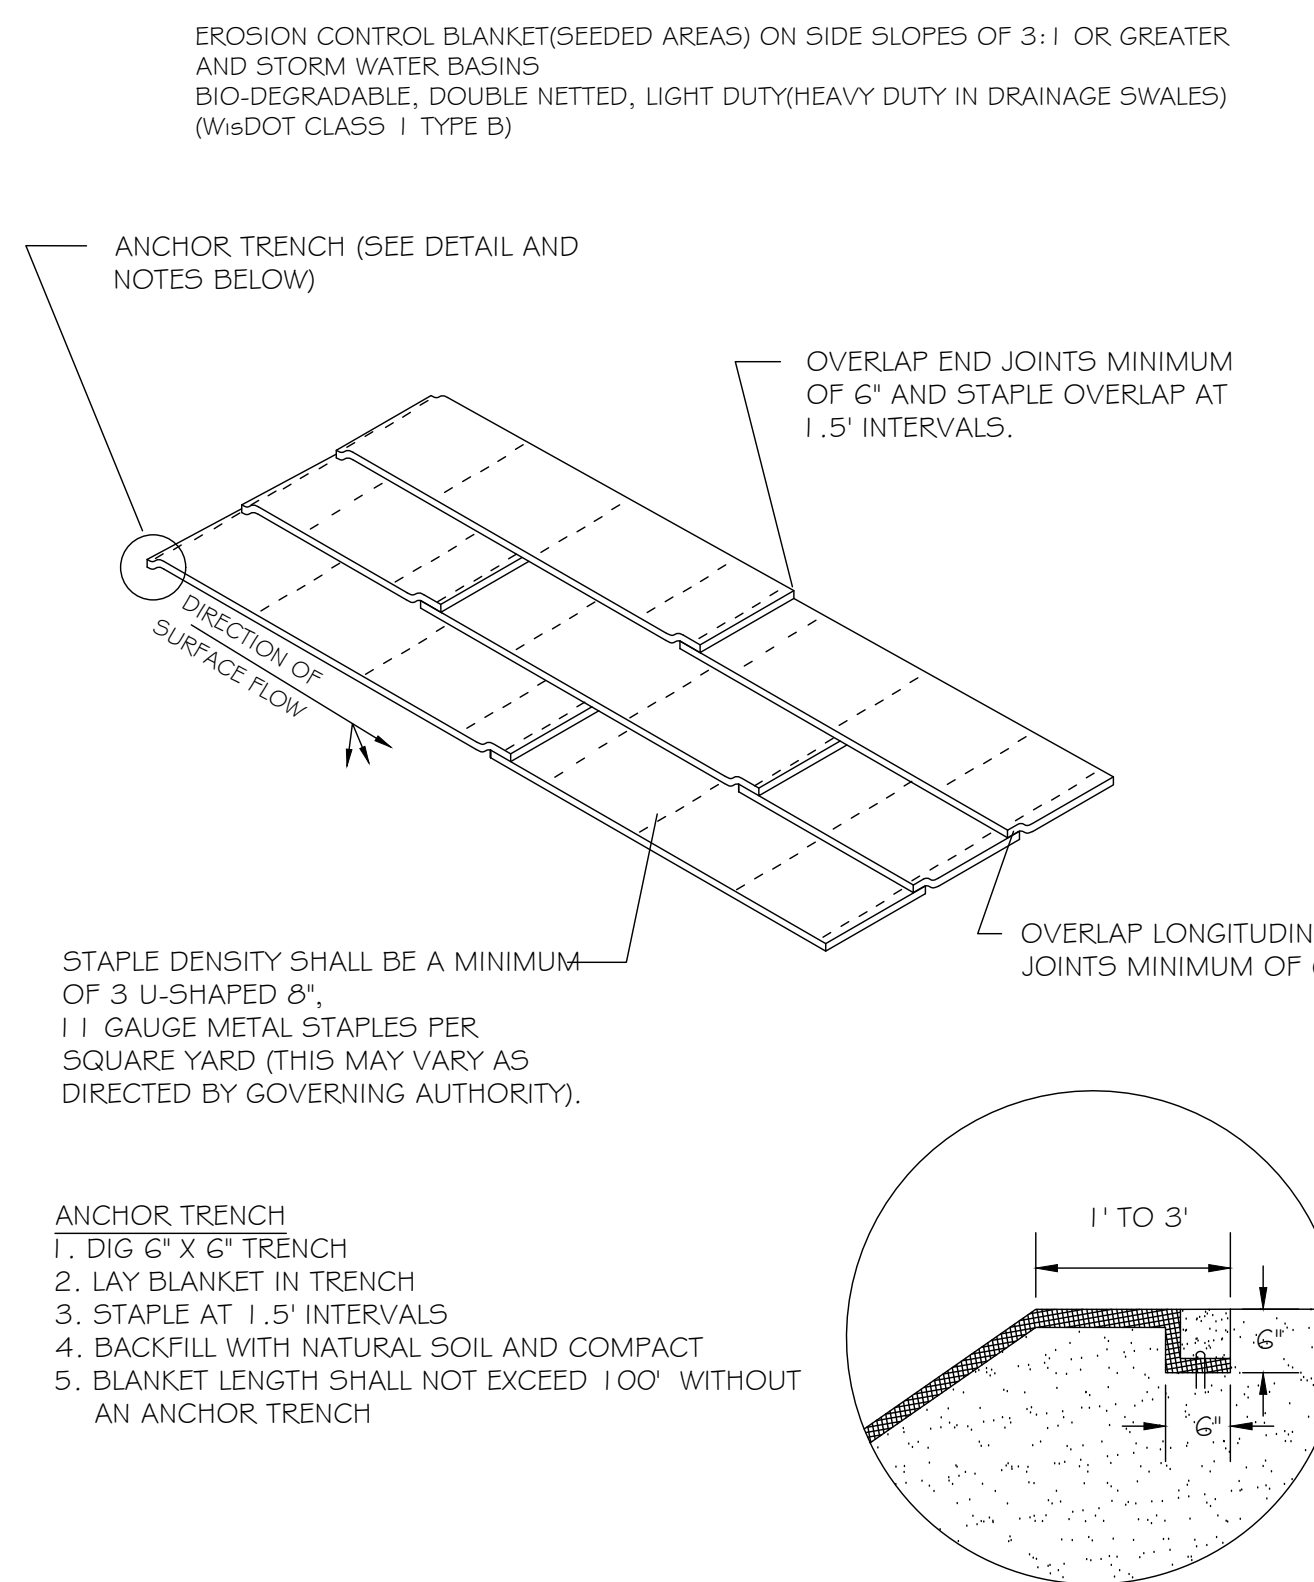 EROSION CONTROL BLANKET(SEEDED AREAS) ON SIDE SLOPES OF 3:1 OR GREATER
AND STORM WATER BASINS
BIO-DEGRADABLE, DOUBLE NETTED, LIGHT DUTY(HEAVY DUTY IN DRAINAGE SWALES)
(WisDOT CLASS 1 TYPE B)
ANCHOR TRENCH (SEE DETAIL AND
NOTES BELOW)
OVERLAP END JOINTS MINIMUM
OF 6" AND STAPLE OVERLAP AT
1.5' INTERVALS.
DIRECTION OF
SURFACE FLOW
OVERLAP
JOINTS MINIMUM OF
STAPLE DENSITY SHALL BE A MINIMUM
OF 3 U-SHAPED 8",
11 GAUGE METAL STAPLES PER
SQUARE YARD (THIS MAY VARY AS
DIRECTED BY GOVERNING AUTHORITY).
ANCHOR TRENCH
1. DIG 6" X 6" TRENCH
2. LAY BLANKET IN TRENCH
3. STAPLE AT 1.5' INTERVALS
4. BACKFILL WITH NATURAL SOIL AND COMPACT
5. BLANKET LENGTH SHALL NOT EXCEED 100' WITHOUT
AN ANCHOR TRENCH
1' TO 3'
6"
6"